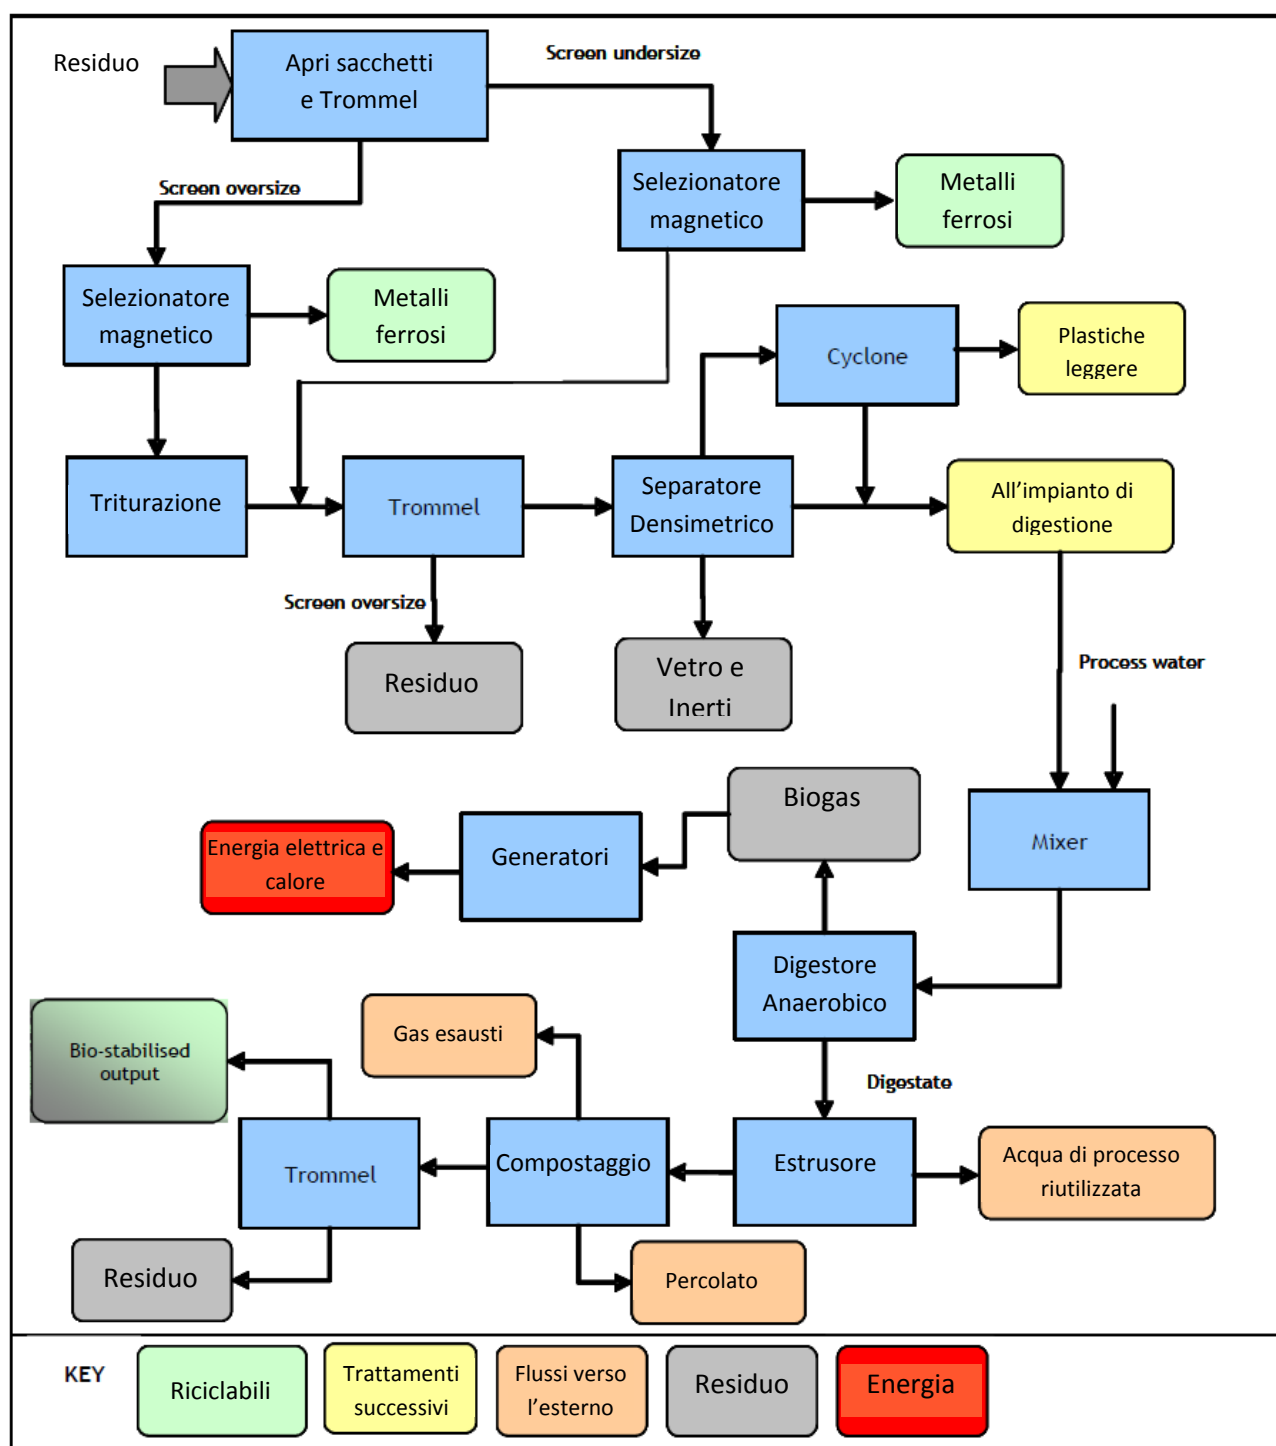 Residuo
Apri sacchetti
e Trommel
Screen undersize
Selezionatore
magnetico
Metalli
ferrosi
Screen oversize
Selezionatore
magnetico
Metalli
ferrosi
Cyclone
Plastiche
leggere
Triturazione
Trommel
Separatore
Densimetrico
All’impianto di
digestione
Screen oversize
Residuo
Vetro e
Inerti
Process water
Biogas
Energia elettrica e
calore
Generatori
Mixer
Digestore
Anaerobico
Gas esausti
Bio-stabilised
output
Digestate
Trommel
Compostaggio
Estrusore
Acqua di processo
riutilizzata
Residuo
Percolato
KEY
Riciclabili
Trattamenti
successivi
Flussi verso
l’esterno
Residuo
Energia